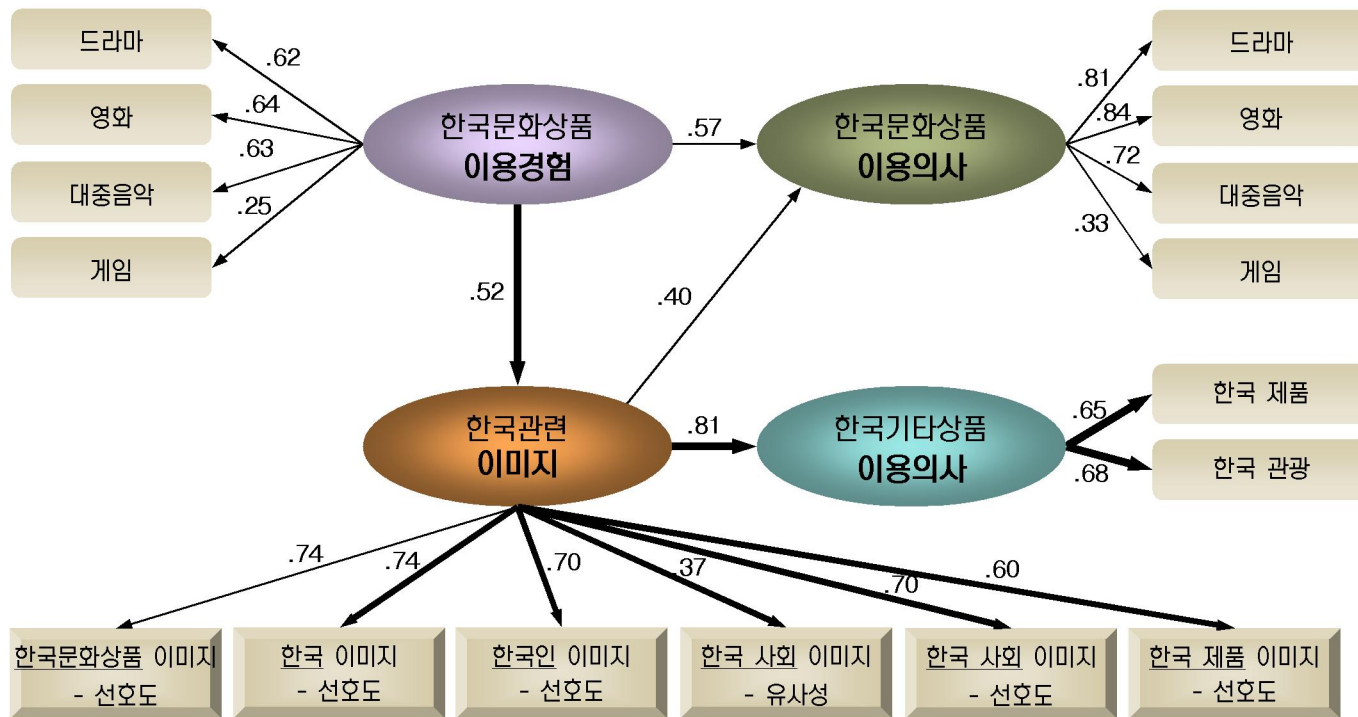 드라마
영화
대중음악
게임
.62
.64
.63
.25
한국문화상품
이용경험
.57
한국문화상품
이용의사
.81
.84
.72
.33
드라마
영화
대중음악
게임
.52
.40
한국관련
이미지
.81
한국기타상품
이용의사
.65
.68
한국 제품
한국 관광
.74
.74
.70
.37
.70
.60
한국문화상품 이미지
- 선호도
한국 이미지
- 선호도
한국인 이미지
- 선호도
한국 사회 이미지
- 유사성
한국 사회 이미지
- 선호도
한국 제품 이미지
- 선호도